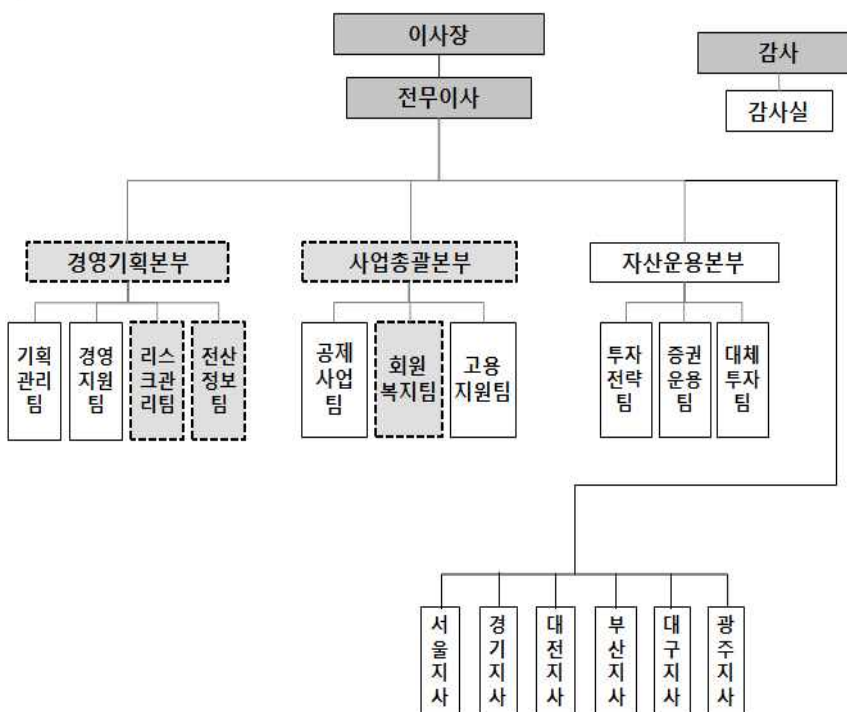 이사장
감사
전무이사
감사실
경영기획본부
사업총괄본부
자산운용본부
기획
관리
팀
경영
지원
팀
리스
크관
리팀
전산
정보
팀
공제
사업
팀
회원
복지팀
고용
지원팀
투자
전략
팀
증권
운용
팀
대체
투자
팀
서
울
지
사
경
기
지
사
대
전
지
사
부
산
지
사
대
구
지
사
광
주
지
사